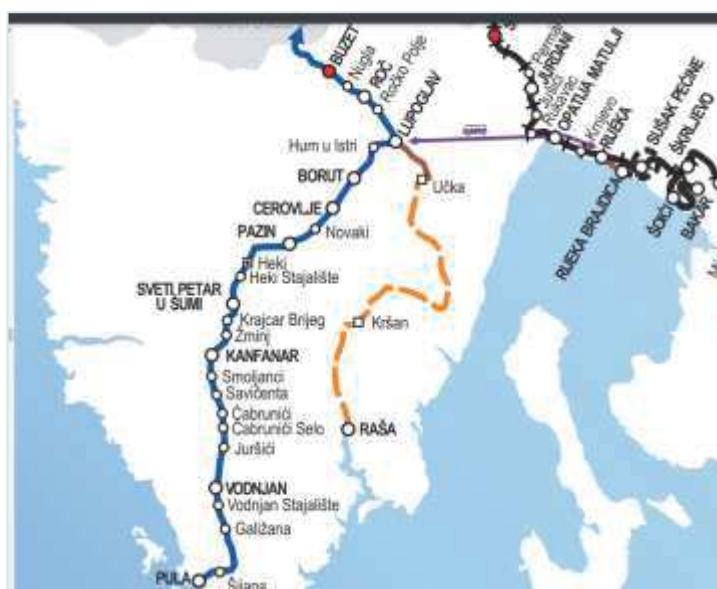 BUZET
Nugla
ROČ
Ročko Polje
LUPOGLAV
Hum u Istri
BORUT
Učka
CEROVLJE
Novaki
PAZIN
Heki
Heki Stajalište
SVETI PETAR
U ŠUMI
Krajcar Brijeg
Žminj
Kršan
KANFANAR
Smoljanci
Savičenta
Čabrunići
Čabrunići Selo
RAŠA
Juršići
VODNJAN
Vodnjan Stajalište
Galižana
PULA
Šijana
JURDANI
Rukavac
OPATIJA MATULJI
Krnjevo
RIJEKA
RIJEKA BRAJDICA
SUŠAK PEĆINE
ŠKRLJEVO
BAKAR